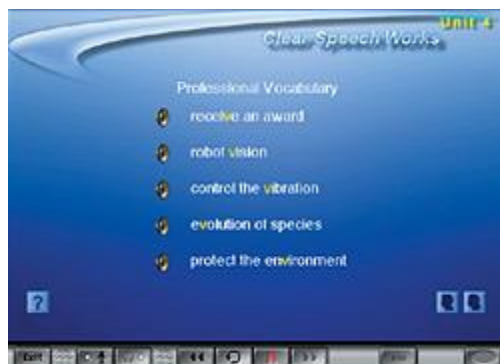 Unit 4
Clear Speech Works
Professional Vocabulary
receive an award
robot vision
control the vibration
evolution of species
protect the environment
?
Exit